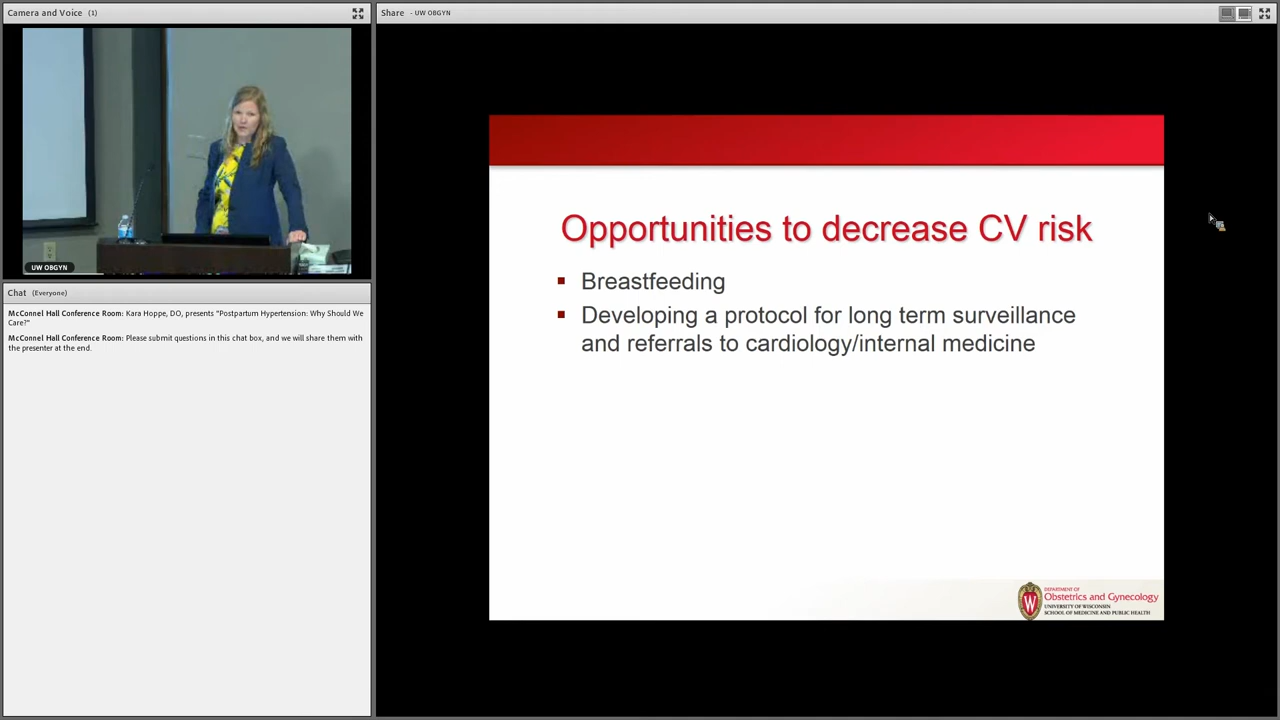 Camera and Voice (1)
UW OBGYN
Chat (Everyone)
McConnel Hall Conference Room: Kara Hoppe, DO, presents "Postpartum Hypertension: Why Should We
Care?"
McConnel Hall Conference Room: Please submit questions in this chat box, and we will share them with
the presenter at the end.
Share - UW OBGYN
Opportunities to decrease CV risk
Breastfeeding
Developing a protocol for long term surveillance
and referrals to cardiology/internal medicine
W
DEPARTMENT OF
Obstetrics and Gynecology
UNIVERSITY OF WISCONSIN
SCHOOL OF MEDICINE AND PUBLIC HEALTH